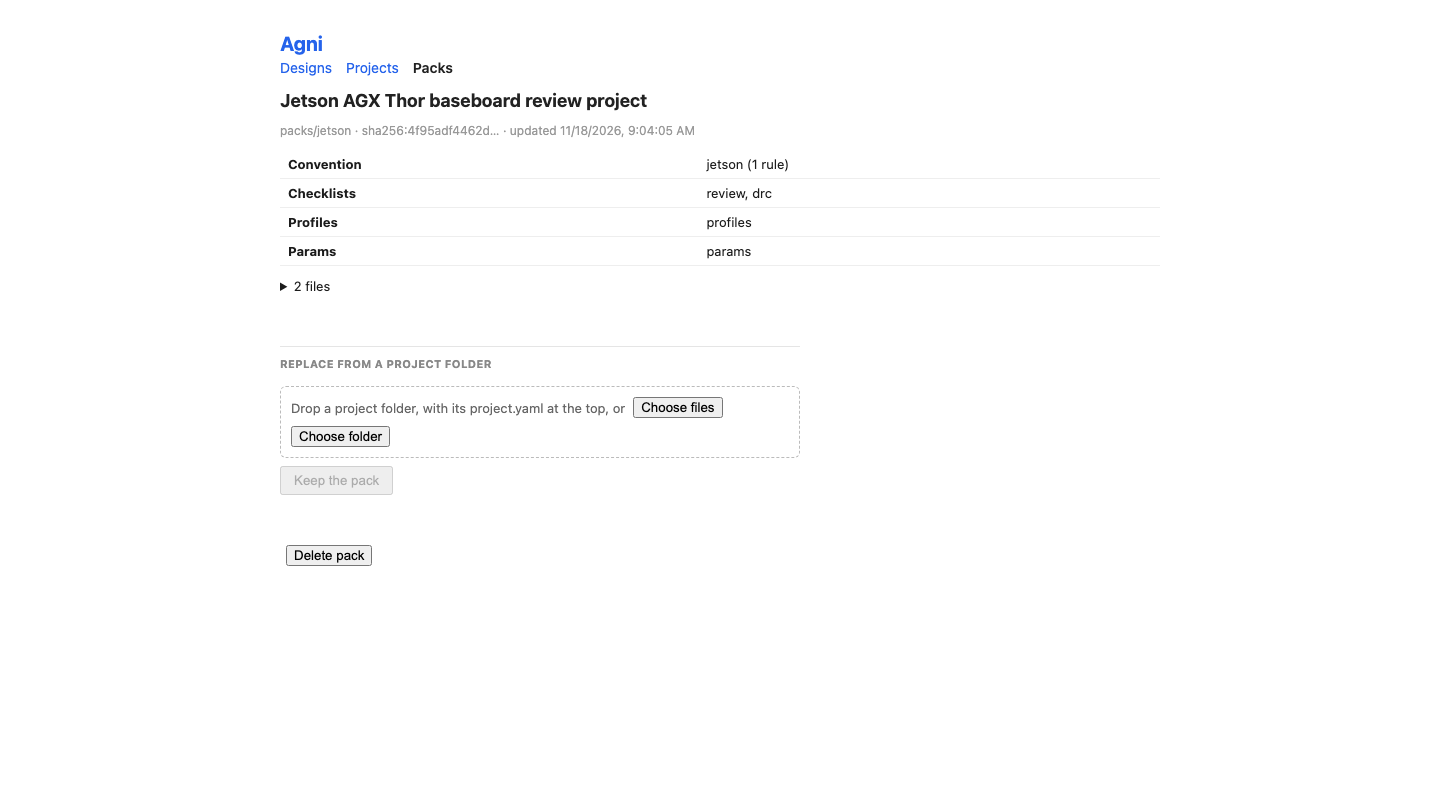 Agni
Designs Projects Packs
Jetson AGX Thor baseboard review project
packs/jetson · sha256:4f95adf4462d... · updated 11/18/2026, 9:04:05 AM
Convention jetson (1 rule)
Checklists review, drc
Profiles profiles
Params params
2 files
REPLACE FROM A PROJECT FOLDER
Drop a project folder, with its project.yaml at the top, or Choose files
Choose folder
Keep the pack
Delete pack